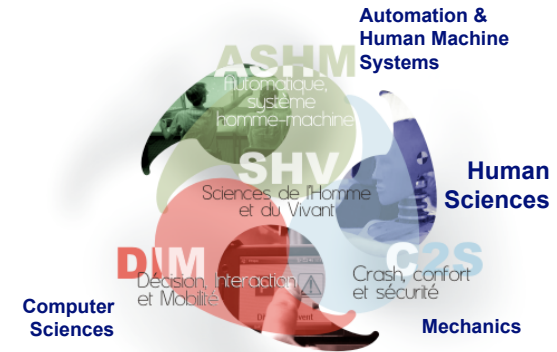 Automation &
Human Machine
Systems
ASHM
Automatique,
système
homme-machine
SHV
Sciences de l'Homme
et du Vivant
Human
Sciences
DIM
Décision, Interaction
et Mobilité
C2S
Crash, confort
et sécurité
Computer
Sciences
Mechanics